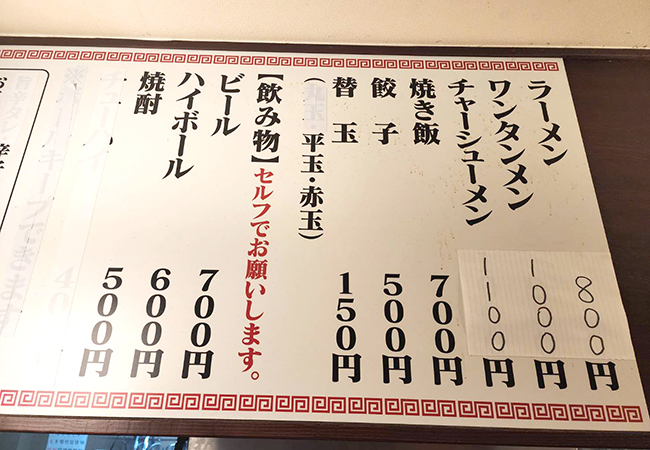 ラーメン 800円
ワンタンメン 1000円
チャーシューメン 1100円
焼き飯 700円
餃子 500円
替玉 150円
( 平玉・赤玉)
【飲み物】セルフでお願いします。
ビール 700円
ハイボール 600円
焼酎 500円